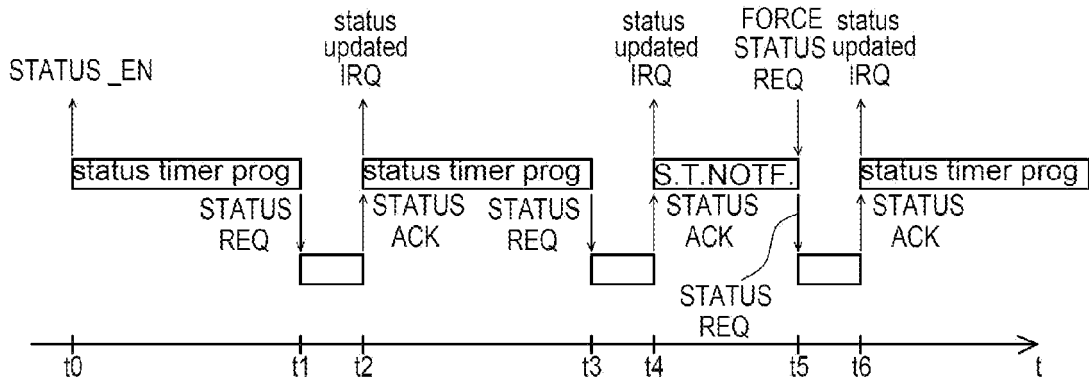 STATUS _EN
status
updated
IRQ
status
updated
IRQ
FORCE
STATUS
REQ
status
updated
IRQ
status timer prog
status timer prog
S.T.NOTF.
status timer prog
STATUS
REQ
STATUS
ACK
STATUS
REQ
STATUS
ACK
STATUS
REQ
STATUS
ACK
t0
t1
t2
t3
t4
t5
t6
t